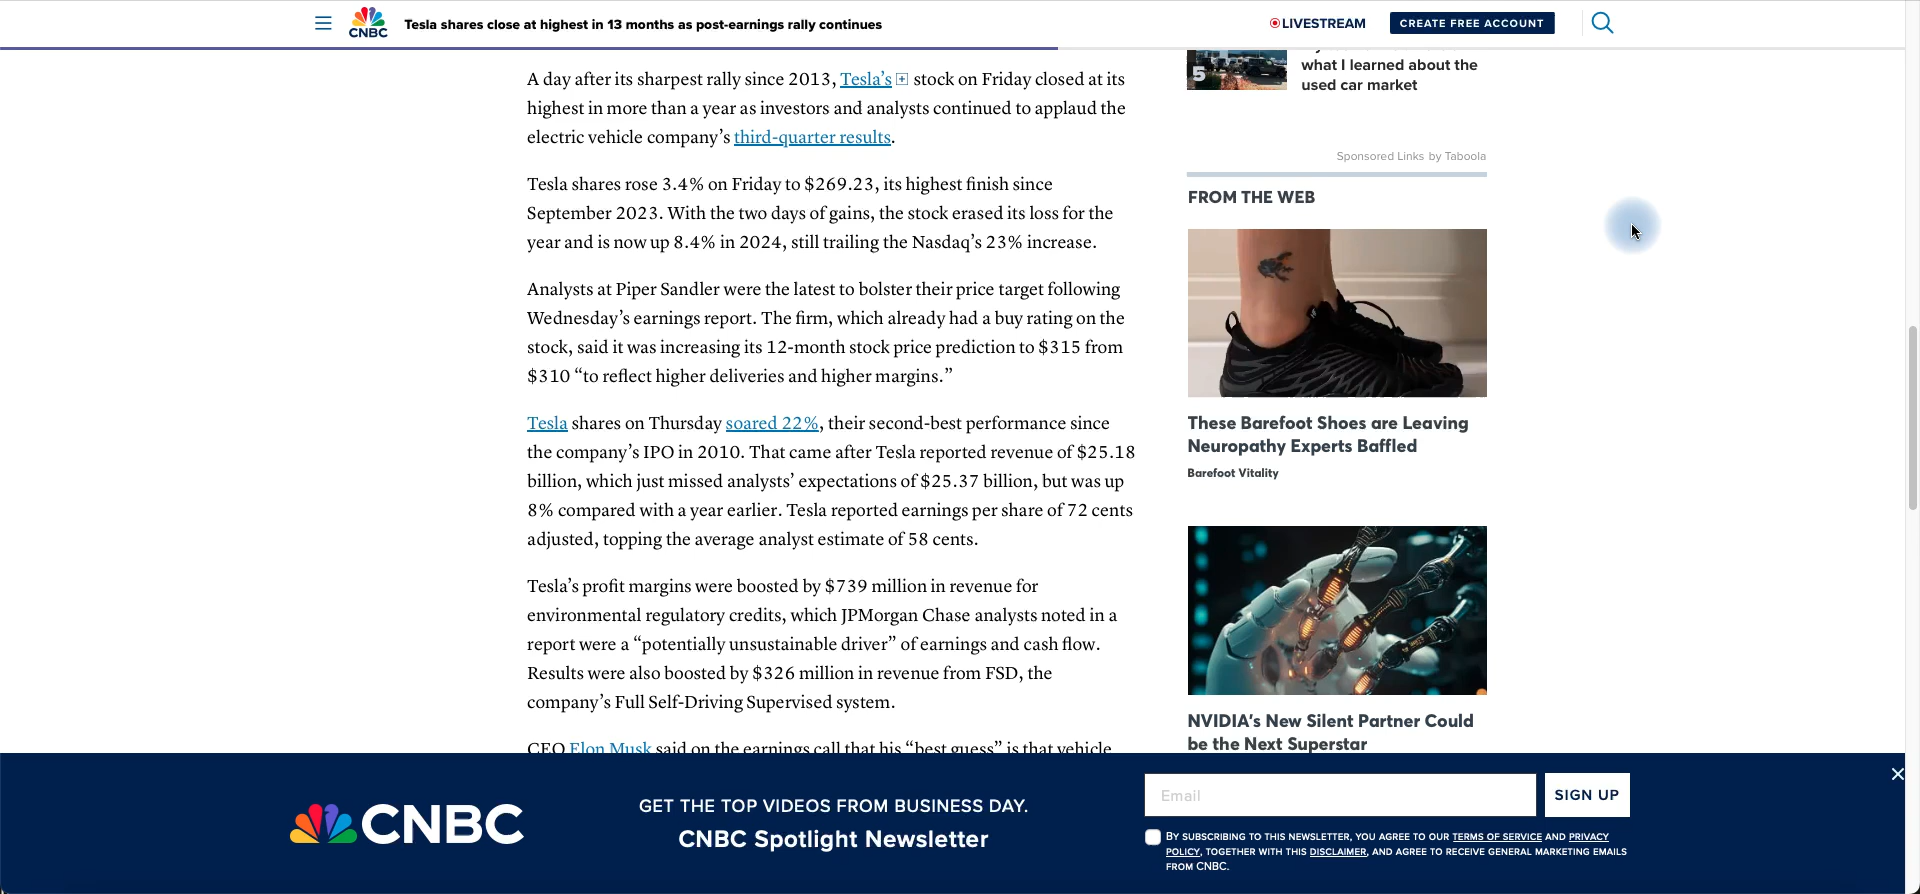 CNBC
Tesla shares close at highest in 13 months as post-earnings rally continues
LIVESTREAM
CREATE FREE ACCOUNT
A day after its sharpest rally since 2013, Tesla’s stock on Friday closed at its
highest in more than a year as investors and analysts continued to applaud the
electric vehicle company’s third-quarter results.
Tesla shares rose 3.4% on Friday to $269.23, its highest finish since
September 2023. With the two days of gains, the stock erased its loss for the
year and is now up 8.4% in 2024, still trailing the Nasdaq’s 23% increase.
Analysts at Piper Sandler were the latest to bolster their price target following
Wednesday’s earnings report. The firm, which already had a buy rating on the
stock, said it was increasing its 12-month stock price prediction to $315 from
$310 “to reflect higher deliveries and higher margins.”
Tesla shares on Thursday soared 22%, their second-best performance since
the company’s IPO in 2010. That came after Tesla reported revenue of $25.18
billion, which just missed analysts’ expectations of $25.37 billion, but was up
8% compared with a year earlier. Tesla reported earnings per share of 72 cents
adjusted, topping the average analyst estimate of 58 cents.
Tesla’s profit margins were boosted by $739 million in revenue for
environmental regulatory credits, which JPMorgan Chase analysts noted in a
report were a “potentially unsustainable driver” of earnings and cash flow.
Results were also boosted by $326 million in revenue from FSD, the
company’s Full Self-Driving Supervised system.
CEO Elon Musk said on the earnings call that his “best guess” is that vehicle
5
what I learned about the
used car market
Sponsored Links by Taboola
FROM THE WEB
These Barefoot Shoes are Leaving
Neuropathy Experts Baffled
Barefoot Vitality
NVIDIA's New Silent Partner Could
be the Next Superstar
CNBC
GET THE TOP VIDEOS FROM BUSINESS DAY.
CNBC Spotlight Newsletter
Email
SIGN UP
BY SUBSCRIBING TO THIS NEWSLETTER, YOU AGREE TO OUR TERMS OF SERVICE AND PRIVACY
POLICY, TOGETHER WITH THIS DISCLAIMER, AND AGREE TO RECEIVE GENERAL MARKETING EMAILS
FROM CNBC.